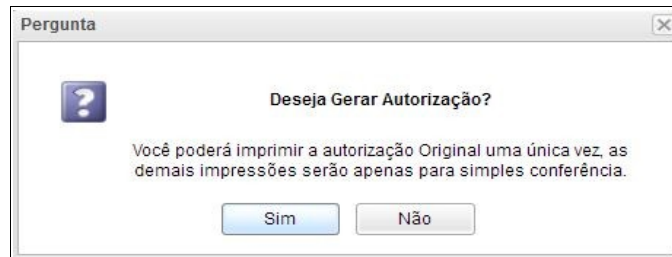 Pergunta
Deseja Gerar Autorização?
Você poderá imprimir a autorização Original uma única vez, as
demais impressões serão apenas para simples conferência.
Sim
Não